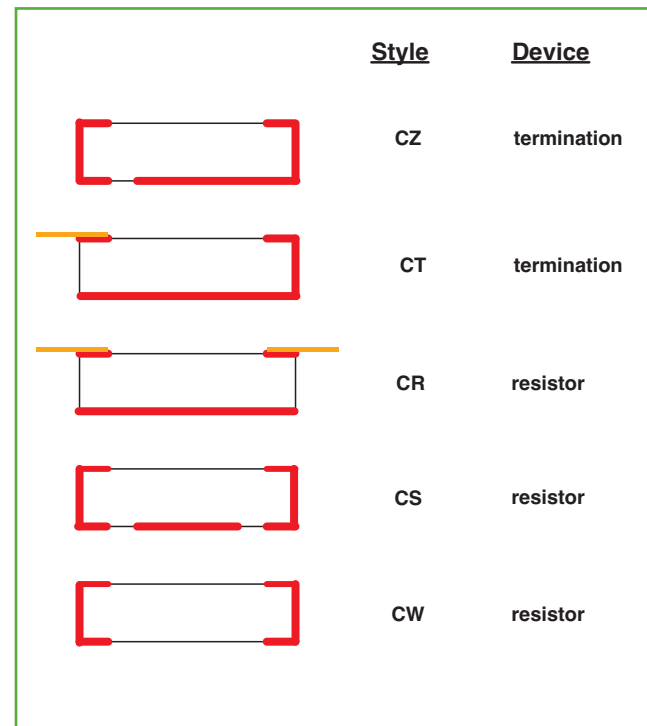 Style Device
CZ termination
CT termination
CR resistor
CS resistor
CW resistor